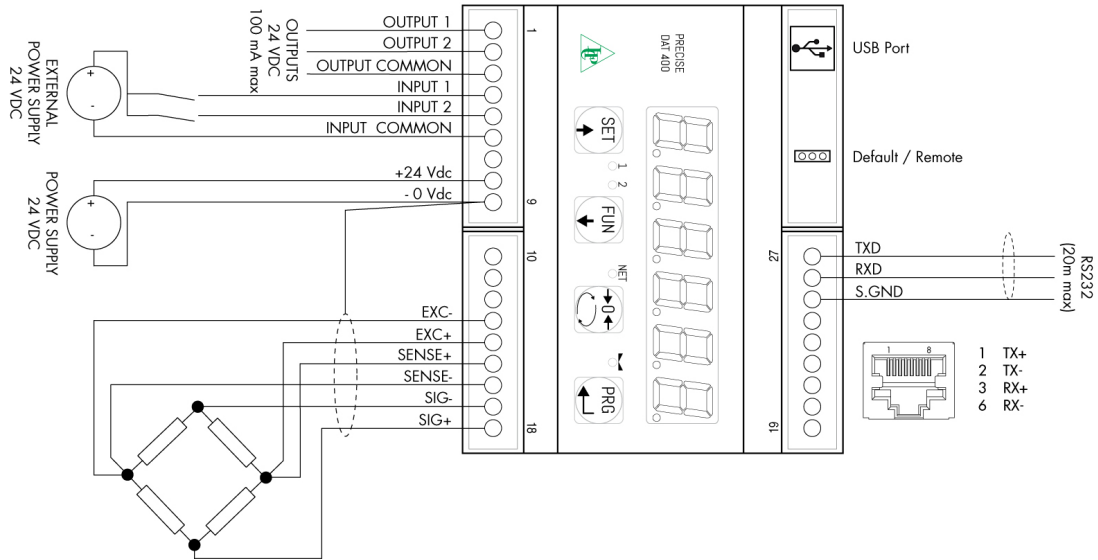 OUTPUT 1
OUTPUT 2
OUTPUT COMMON
INPUT 1
INPUT 2
INPUT COMMON
+24 Vdc
- 0 Vdc
OUTPUTS
24 VDC
100 mA max
EXTERNAL
POWER SUPPLY
24 VDC
+
-
POWER SUPPLY
24 VDC
+
-
EXC-
EXC+
SENSE+
SENSE-
SIG-
SIG+
1
9
10
18
PRECISE
DAT 400
SET
1
2
FUN
NET
0
PRG
27
19
USB Port
Default / Remote
TXD
RXD
S.GND
RS232
(20m max)
1 8
1 TX+
2 TX-
3 RX+
6 RX-